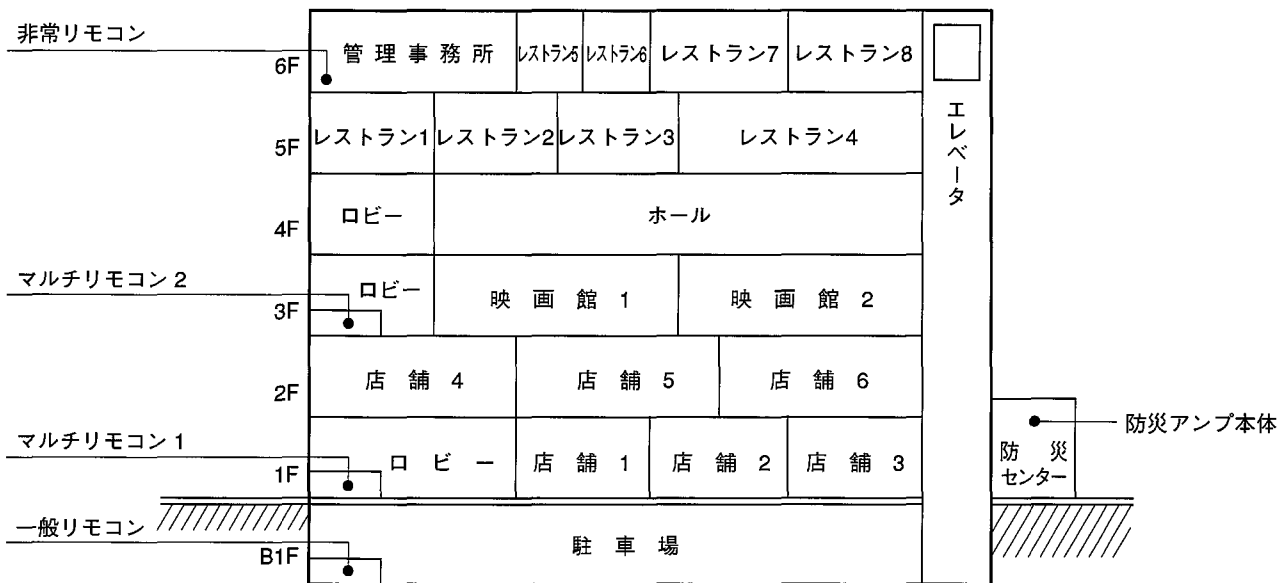 非常リモコン
6F
管理事務所
レストラン5
レストラン6
レストラン7
レストラン8
エレベータ
5F
レストラン1
レストラン2
レストラン3
レストラン4
4F
ロビー
ホール
マルチリモコン 2
3F
ロビー
映画館 1
映画館 2
2F
店舗 4
店舗 5
店舗 6
マルチリモコン 1
1F
ロビー
店舗 1
店舗 2
店舗 3
防災アンプ本体
防災
センター
一般リモコン
B1F
駐車場